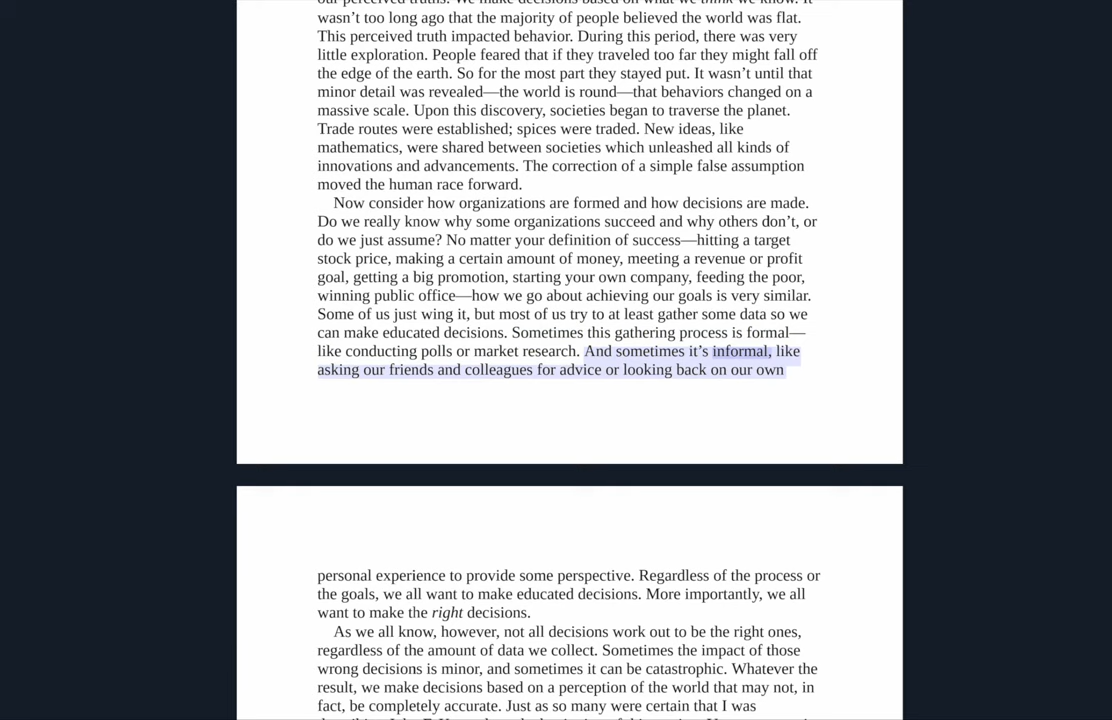 our perceived truths. We make decisions based on what we think we know. It
wasn’t too long ago that the majority of people believed the world was flat.
This perceived truth impacted behavior. During this period, there was very
little exploration. People feared that if they traveled too far they might fall off
the edge of the earth. So for the most part they stayed put. It wasn’t until that
minor detail was revealed—the world is round—that behaviors changed on a
massive scale. Upon this discovery, societies began to traverse the planet.
Trade routes were established; spices were traded. New ideas, like
mathematics, were shared between societies which unleashed all kinds of
innovations and advancements. The correction of a simple false assumption
moved the human race forward.
Now consider how organizations are formed and how decisions are made.
Do we really know why some organizations succeed and why others don’t, or
do we just assume? No matter your definition of success—hitting a target
stock price, making a certain amount of money, meeting a revenue or profit
goal, getting a big promotion, starting your own company, feeding the poor,
winning public office—how we go about achieving our goals is very similar.
Some of us just wing it, but most of us try to at least gather some data so we
can make educated decisions. Sometimes this gathering process is formal—
like conducting polls or market research. And sometimes it’s informal, like
asking our friends and colleagues for advice or looking back on our own
personal experience to provide some perspective. Regardless of the process or
the goals, we all want to make educated decisions. More importantly, we all
want to make the right decisions.
As we all know, however, not all decisions work out to be the right ones,
regardless of the amount of data we collect. Sometimes the impact of those
wrong decisions is minor, and sometimes it can be catastrophic. Whatever the
result, we make decisions based on a perception of the world that may not, in
fact, be completely accurate. Just as so many were certain that I was